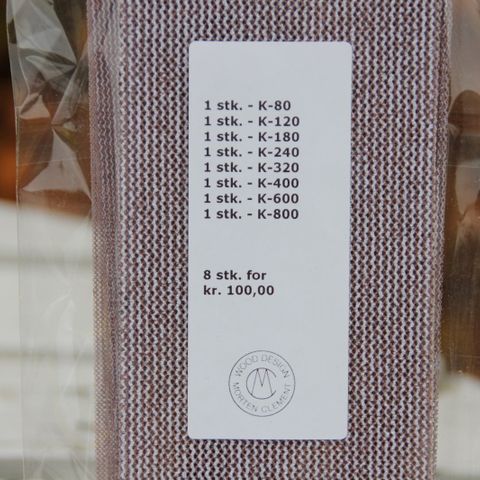 1 stk. - K-80
1 stk. - K-120
1 stk. - K-180
1 stk. - K-240
1 stk. - K-320
1 stk. - K-400
1 stk. - K-600
1 stk. - K-800
8 stk. for
kr. 100,00
WOOD DESIGN
MC
MORTEN CLEMENT